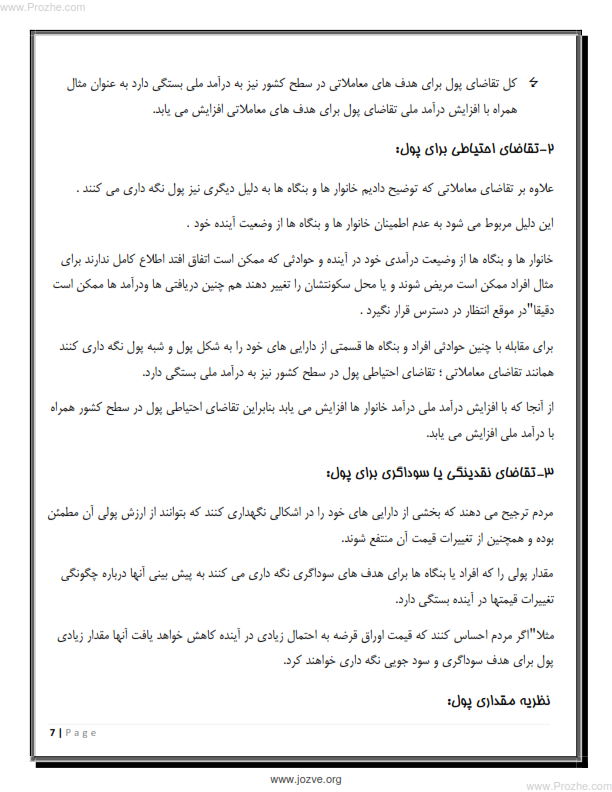 www.Prozhe.com
کل تقاضای پول برای هدف های معاملاتی در سطح کشور نیز به درآمد ملی بستگی دارد به عنوان مثال
همراه با افزایش درآمد ملی تقاضای پول برای هدف های معاملاتی افزایش می یابد.
۲-تقاضای احتیاطی برای پول:
علاوه بر تقاضای معاملاتی که توضیح دادیم خانوار ها و بنگاه ها به دلیل دیگری نیز پول نگه داری می کنند .
این دلیل مربوط می شود به عدم اطمینان خانوار ها و بنگاه ها از وضعیت آینده خود .
خانوار ها و بنگاه ها از وضیعت درآمدی خود در آینده و حوادثی که ممکن است اتفاق افتد اطلاع کامل ندارند برای
مثال افراد ممکن است مریض شوند و یا محل سکونتشان را تغییر دهند هم چنین دریافتی ها ودرآمد ها ممکن است
دقیقا"در موقع انتظار در دسترس قرار نگیرد .
برای مقابله با چنین حوادثی افراد و بنگاه ها قسمتی از دارایی های خود را به شکل پول و شبه پول نگه داری کنند
همانند تقاضای معاملاتی ؛ تقاضای احتیاطی پول در سطح کشور نیز به درآمد ملی بستگی دارد.
از آنجا که با افزایش درآمد ملی درآمد خانوار ها افزایش می یابد بنابراین تقاضای احتیاطی پول در سطح کشور همراه
با درآمد ملی افزایش می یابد.
۳-تقاضای نقدینگی یا سوداگری برای پول:
مردم ترجیح می دهند که بخشی از دارایی های خود را در اشکالی نگهداری کنند که بتوانند از ارزش پولی آن مطمئن
بوده و همچنین از تغییرات قیمت آن منتفع شوند.
مقدار پولی را که افراد یا بنگاه ها برای هدف های سوداگری نگه داری می کنند به پیش بینی آنها درباره چگونگی
تغییرات قیمتها در آینده بستگی دارد.
مثلا"اگر مردم احساس کنند که قیمت اوراق قرضه به احتمال زیادی در آینده کاهش خواهد یافت آنها مقدار زیادی
پول برای هدف سوداگری و سود جویی نگه داری خواهند کرد.
نظریه مقداری پول:
7 | Page
www.jozve.org
www.Prozhe.com